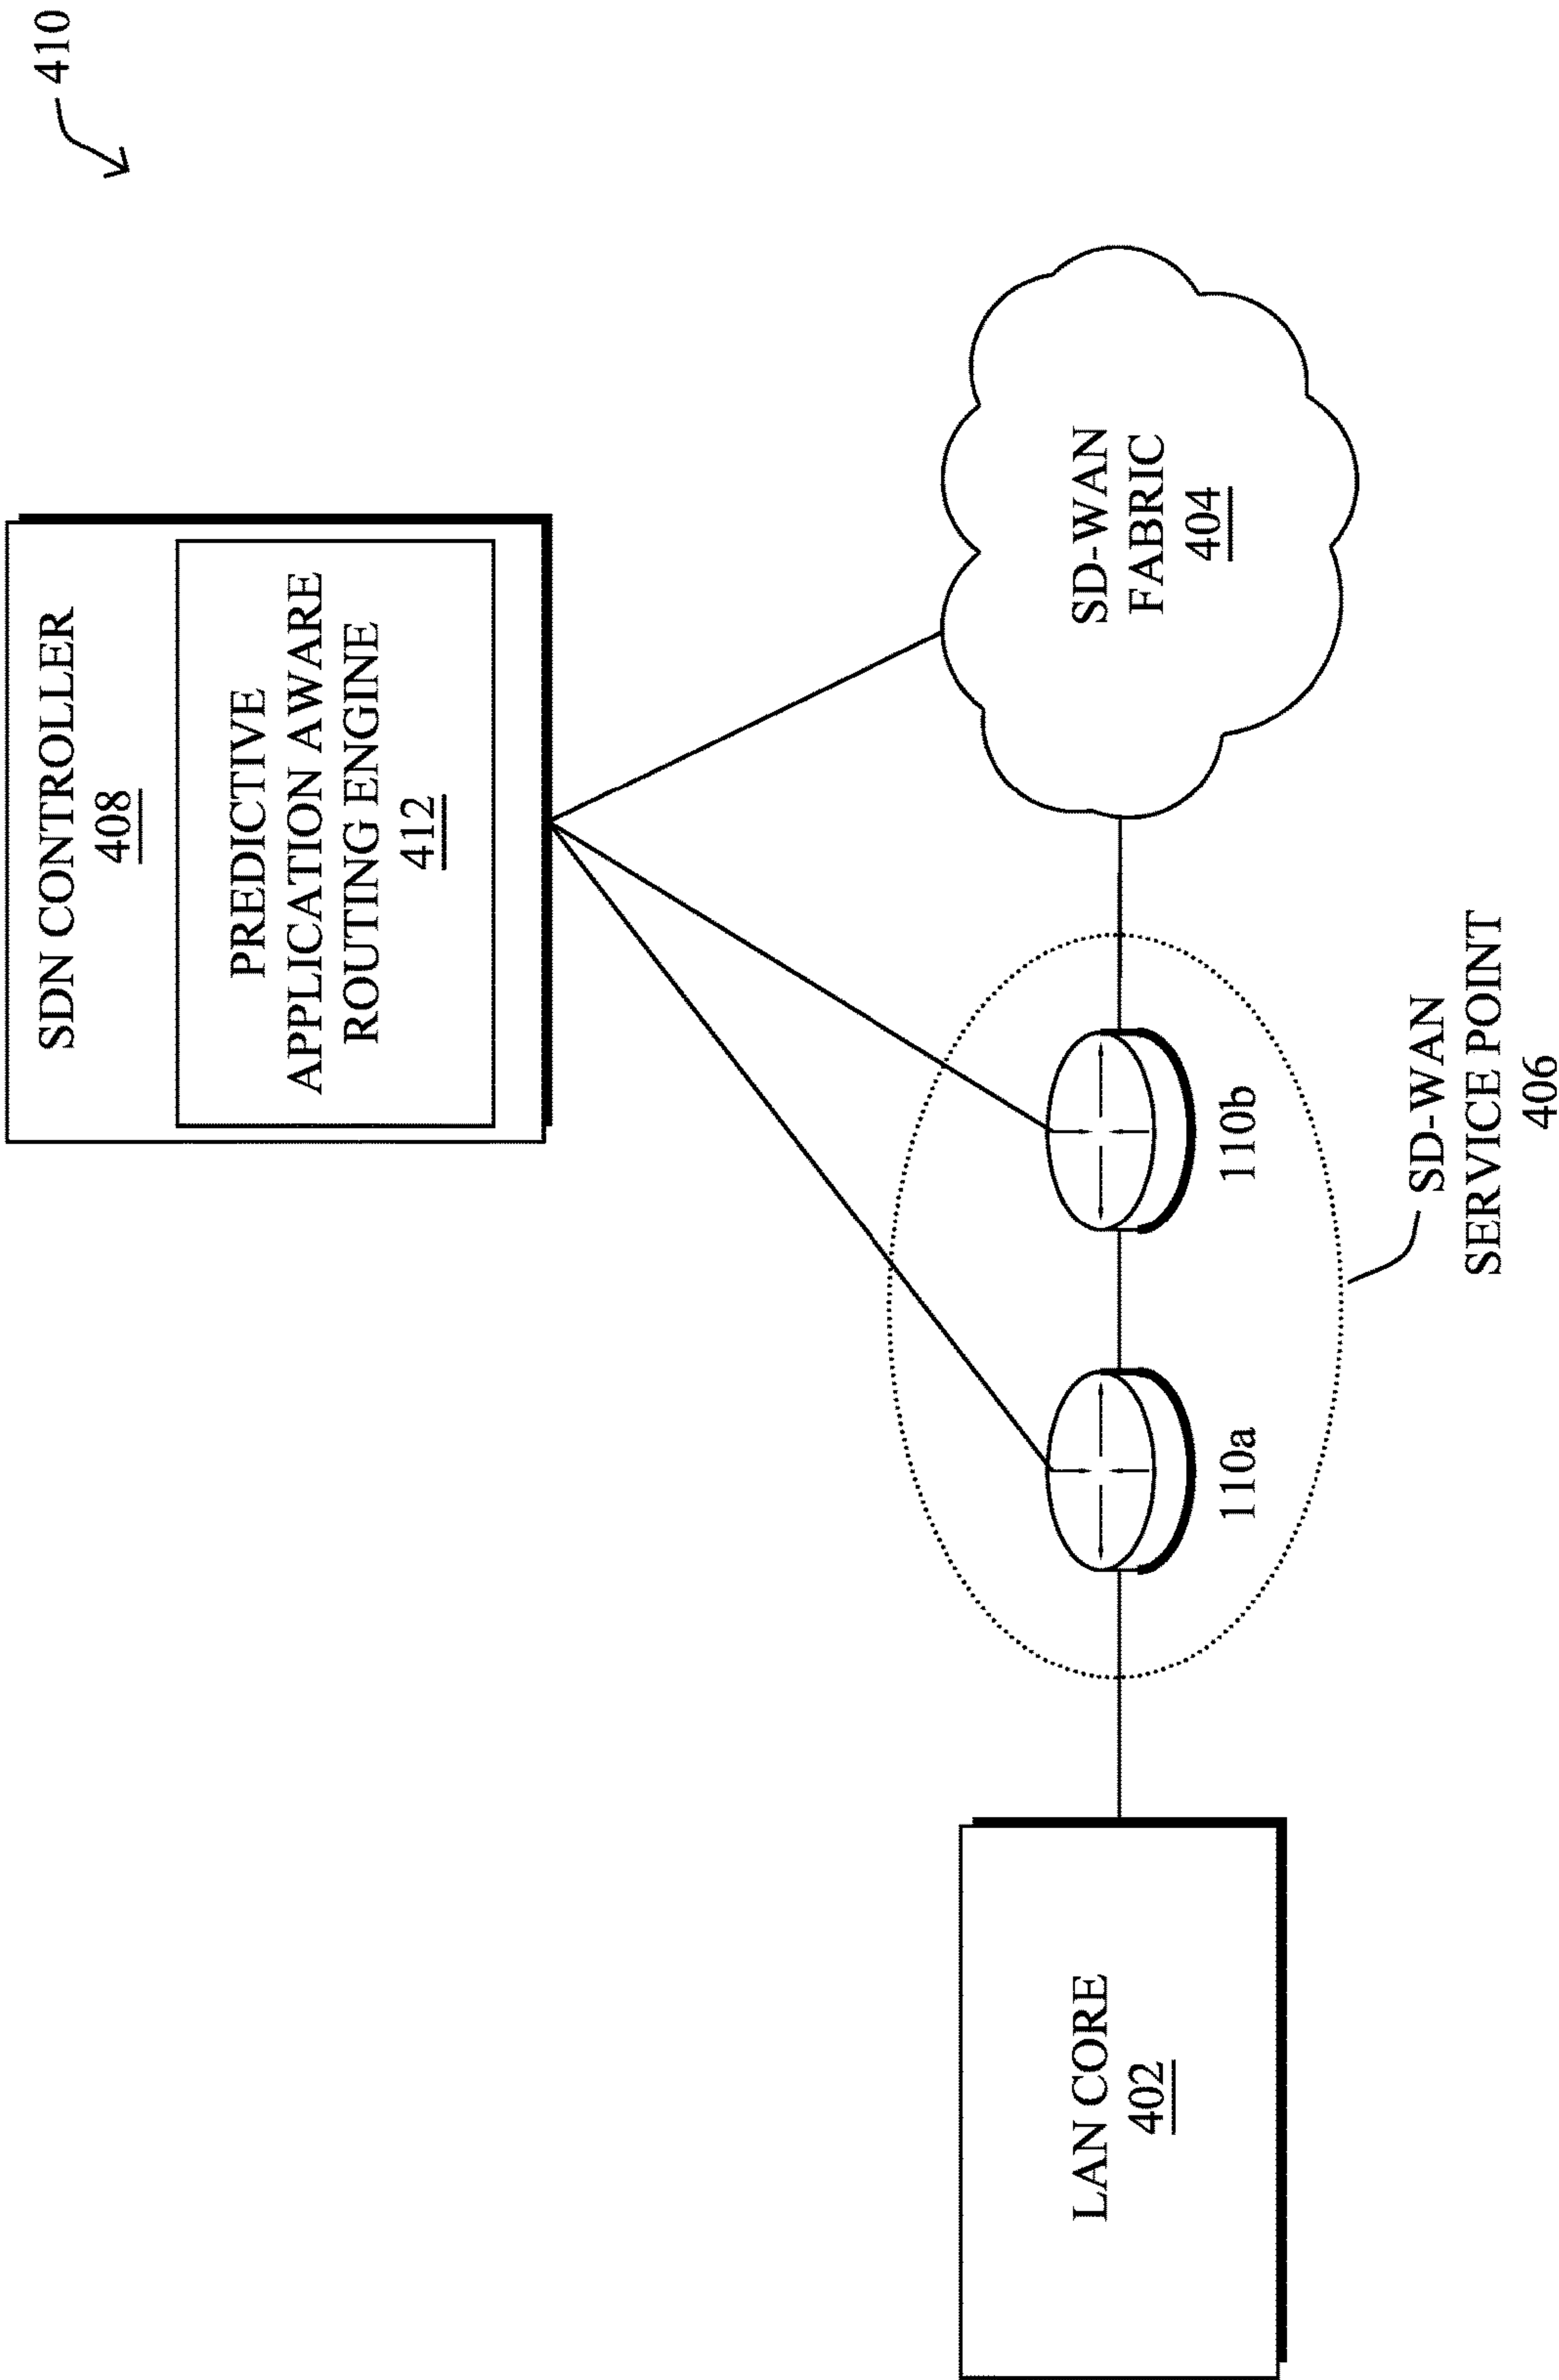 410
SDN CONTROLLER
408
PREDICTIVE
APPLICATION AWARE
ROUTING ENGINE
412
LAN CORE
402
110a
110b
SD-WAN
FABRIC
404
SD-WAN
SERVICE POINT
406